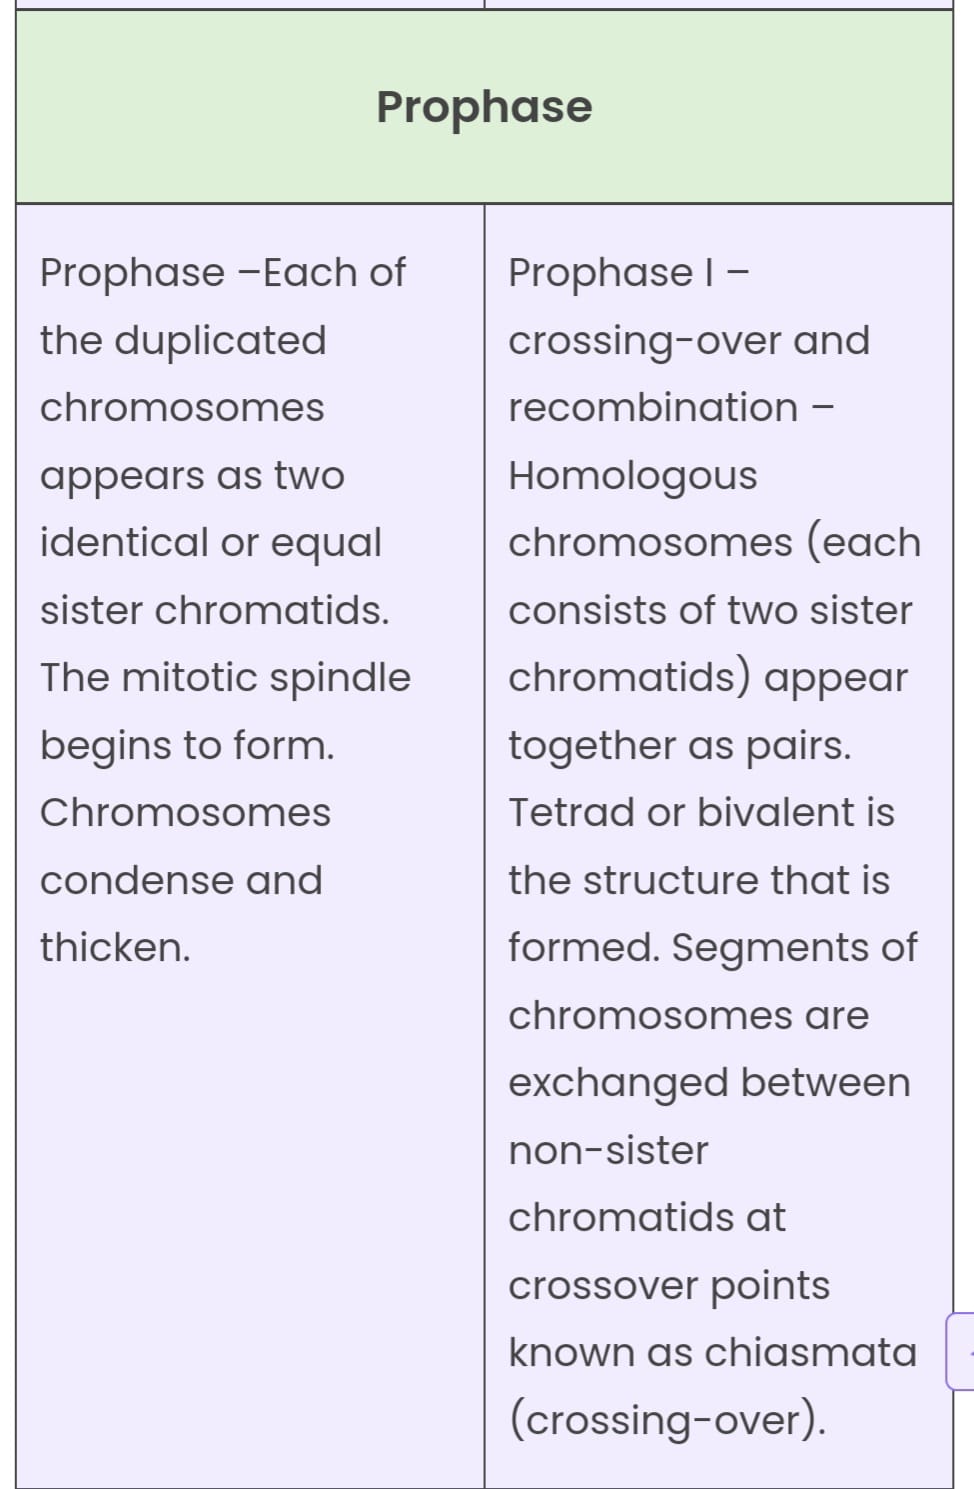 Prophase
Prophase –Each of
the duplicated
chromosomes
appears as two
identical or equal
sister chromatids.
The mitotic spindle
begins to form.
Chromosomes
condense and
thicken.
Prophase I –
crossing-over and
recombination –
Homologous
chromosomes (each
consists of two sister
chromatids) appear
together as pairs.
Tetrad or bivalent is
the structure that is
formed. Segments of
chromosomes are
exchanged between
non-sister
chromatids at
crossover points
known as chiasmata
(crossing-over).